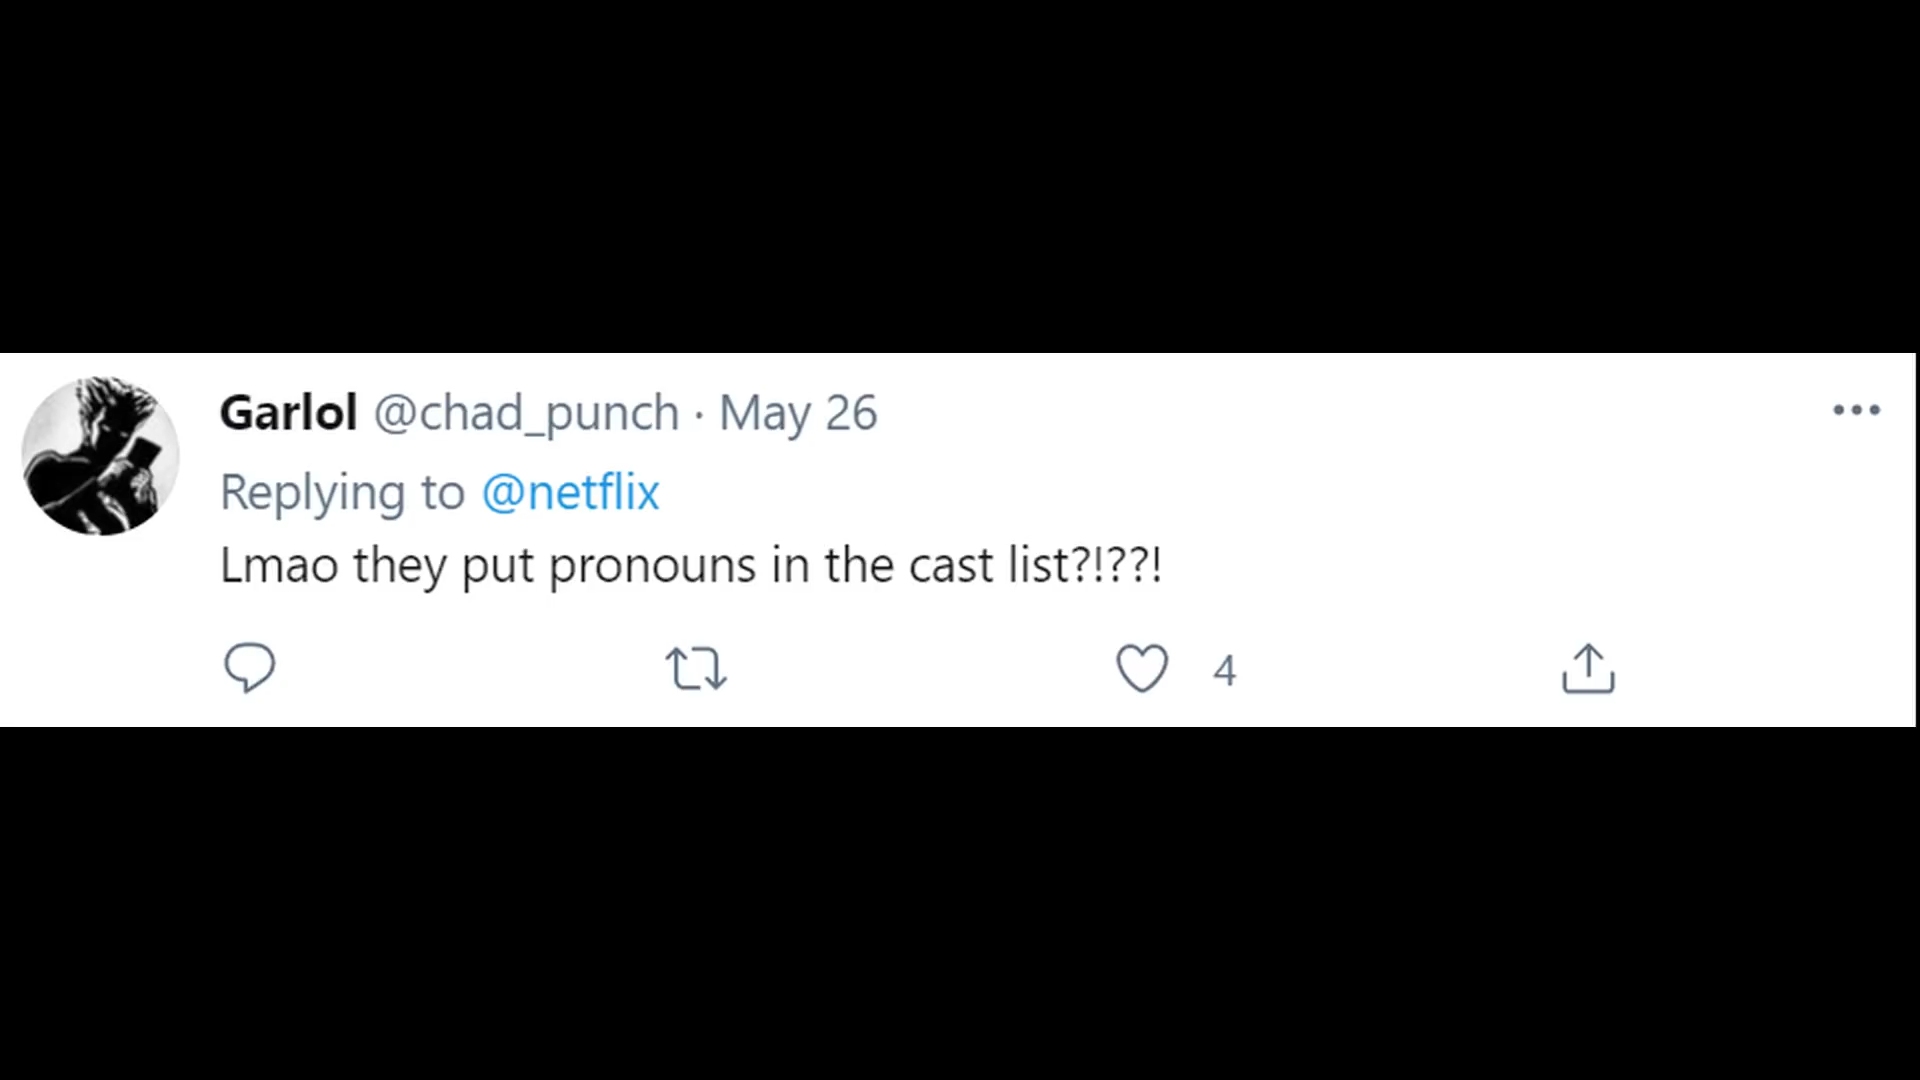 Garlol @chad_punch · May 26
Replying to @netflix
Lmao they put pronouns in the cast list?!??!
4